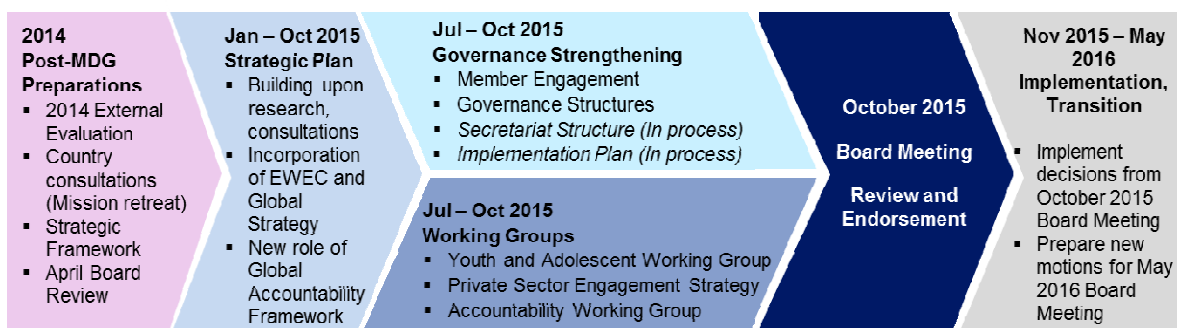 2014
Post-MDG
Preparations
▪ 2014 External
Evaluation
▪ Country
consultations
(Mission retreat)
▪ Strategic
Framework
▪ April Board
Review
Jan – Oct 2015
Strategic Plan
▪ Building upon
research,
consultations
▪ Incorporation
of EWEC and
Global
Strategy
▪ New role of
Global
Accountability
Framework
Jul – Oct 2015
Governance Strengthening
▪ Member Engagement
▪ Governance Structures
▪ Secretariat Structure (In process)
▪ Implementation Plan (In process)
Jul – Oct 2015
Working Groups
▪ Youth and Adolescent Working Group
▪ Private Sector Engagement Strategy
▪ Accountability Working Group
October 2015
Board Meeting
Review and
Endorsement
Nov 2015 – May
2016
Implementation,
Transition
▪ Implement
decisions from
October 2015
Board Meeting
▪ Prepare new
motions for May
2016 Board
Meeting